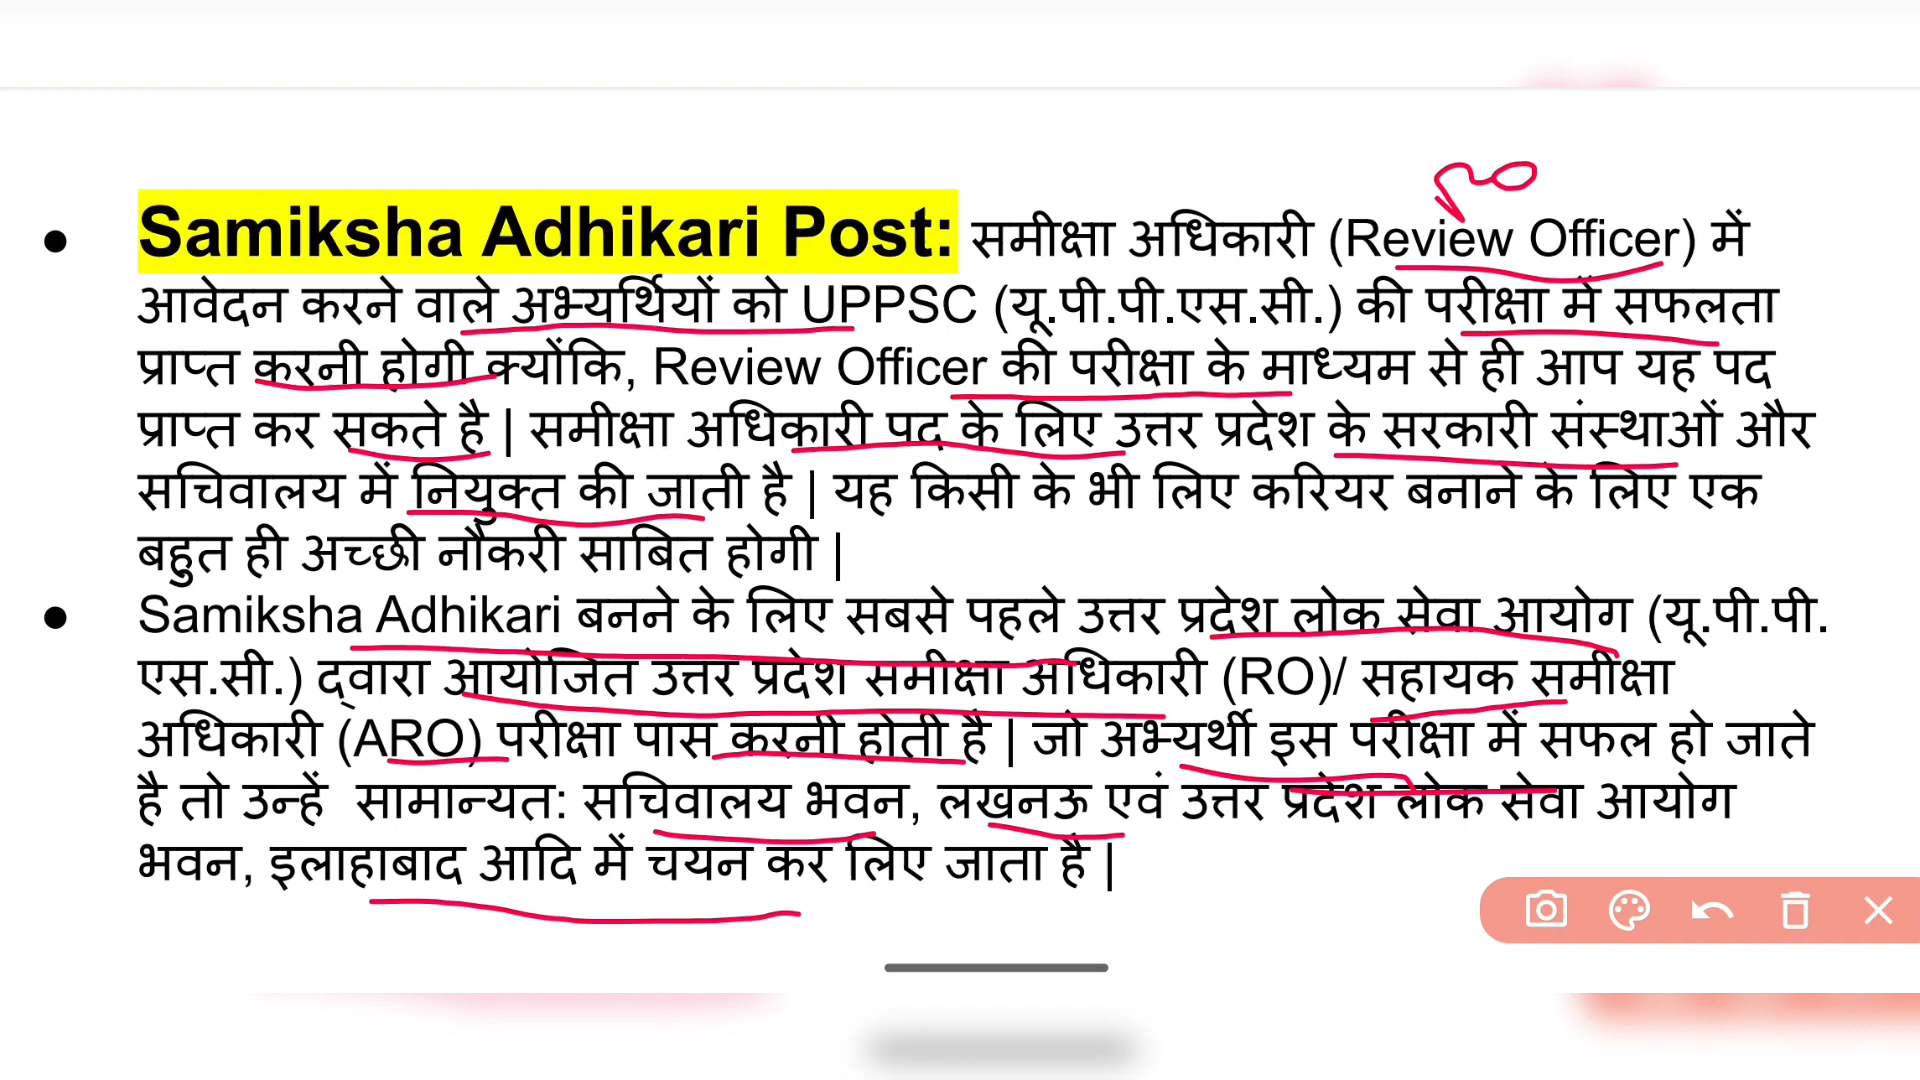 Samiksha Adhikari Post: समीक्षा अधिकारी (Review Officer) में
आवेदन करने वाले अभ्यर्थियों को UPPSC (यू.पी.पी.एस.सी.) की परीक्षा में सफलता
प्राप्त करनी होगी क्योंकि, Review Officer की परीक्षा के माध्यम से ही आप यह पद
प्राप्त कर सकते है | समीक्षा अधिकारी पद के लिए उत्तर प्रदेश के सरकारी संस्थाओं और
सचिवालय में नियुक्त की जाती है | यह किसी के भी लिए करियर बनाने के लिए एक
बहुत ही अच्छी नौकरी साबित होगी |
Samiksha Adhikari बनने के लिए सबसे पहले उत्तर प्रदेश लोक सेवा आयोग (यू.पी.पी.
एस.सी.) द्वारा आयोजित उत्तर प्रदेश समीक्षा अधिकारी (RO)/ सहायक समीक्षा
अधिकारी (ARO) परीक्षा पास करनी होती है | जो अभ्यर्थी इस परीक्षा में सफल हो जाते
है तो उन्हें सामान्यत: सचिवालय भवन, लखनऊ एवं उत्तर प्रदेश लोक सेवा आयोग
भवन, इलाहाबाद आदि में चयन कर लिए जाता है |